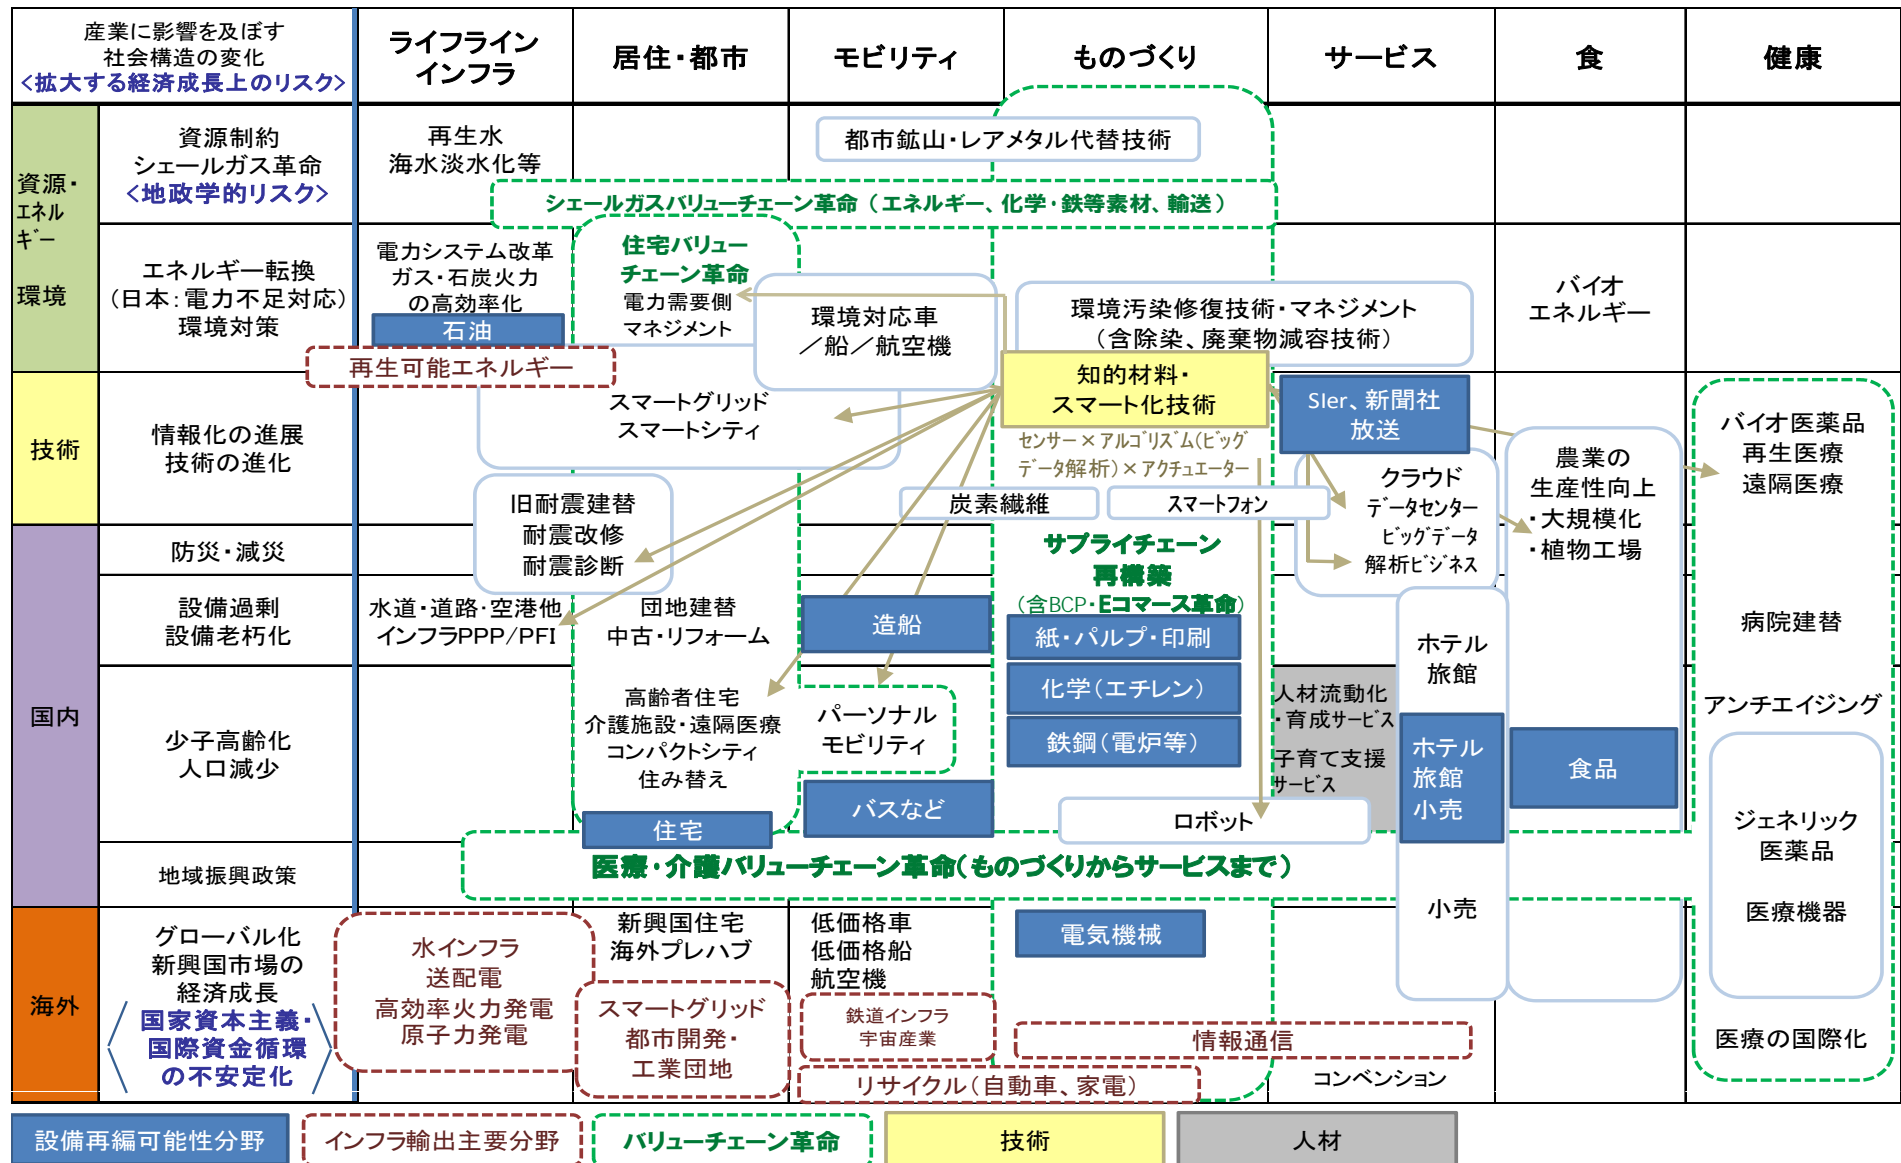 産業に影響を及ぼす
社会構造の変化
<拡大する経済成長上のリスク>
ライフライン
インフラ
居住・都市
モビリティ
ものづくり
サービス
食
健康
資源・
エネル
ギー
環境
資源制約
シェールガス革命
<地政学的リスク>
再生水
海水淡水化等
都市鉱山・レアメタル代替技術
シェールガスバリューチェーン革命（エネルギー、化学・鉄等素材、輸送）
エネルギー転換
（日本：電力不足対応）
環境対策
電力システム改革
ガス・石炭火力
の高効率化
石油
再生可能エネルギー
住宅バリュー
チェーン革命
電力需要側
マネジメント
環境対応車
／船／航空機
環境汚染修復技術・マネジメント
（含除染、廃棄物減容技術）
バイオ
エネルギー
技術
情報化の進展
技術の進化
スマートグリッド
スマートシティ
知的材料・
スマート化技術
センサー×アルゴリズム（ビッグ
データ解析）×アクチュエーター
SIer、新聞社
放送
クラウド
データセンター
ビッグデータ
解析ビジネス
農業の
生産性向上
・大規模化
・植物工場
バイオ医薬品
再生医療
遠隔医療
旧耐震建替
耐震改修
耐震診断
炭素繊維
スマートフォン
国内
防災・減災
サプライチェーン
再構築
（含BCP・Eコマース革命）
設備過剰
設備老朽化
水道・道路・空港他
インフラPPP/PFI
団地建替
中古・リフォーム
造船
紙・パルプ・印刷
化学（エチレン）
鉄鋼（電炉等）
ホテル
旅館
病院建替
少子高齢化
人口減少
高齢者住宅
介護施設・遠隔医療
コンパクトシティ
住み替え
住宅
パーソナル
モビリティ
バスなど
ロボット
人材流動化
・育成サービス
子育て支援
サービス
ホテル
旅館
小売
食品
アンチエイジング
ジェネリック
医薬品
医療機器
地域振興政策
医療・介護バリューチェーン革命（ものづくりからサービスまで）
小売
海外
グローバル化
新興国市場の
経済成長
国家資本主義・
国際資金循環
の不安定化
水インフラ
送配電
高効率火力発電
原子力発電
新興国住宅
海外プレハブ
スマートグリッド
都市開発・
工業団地
低価格車
低価格船
航空機
鉄道インフラ
宇宙産業
リサイクル（自動車、家電）
電気機械
情報通信
コンベンション
医療の国際化
設備再編可能性分野
インフラ輸出主要分野
バリューチェーン革命
技術
人材